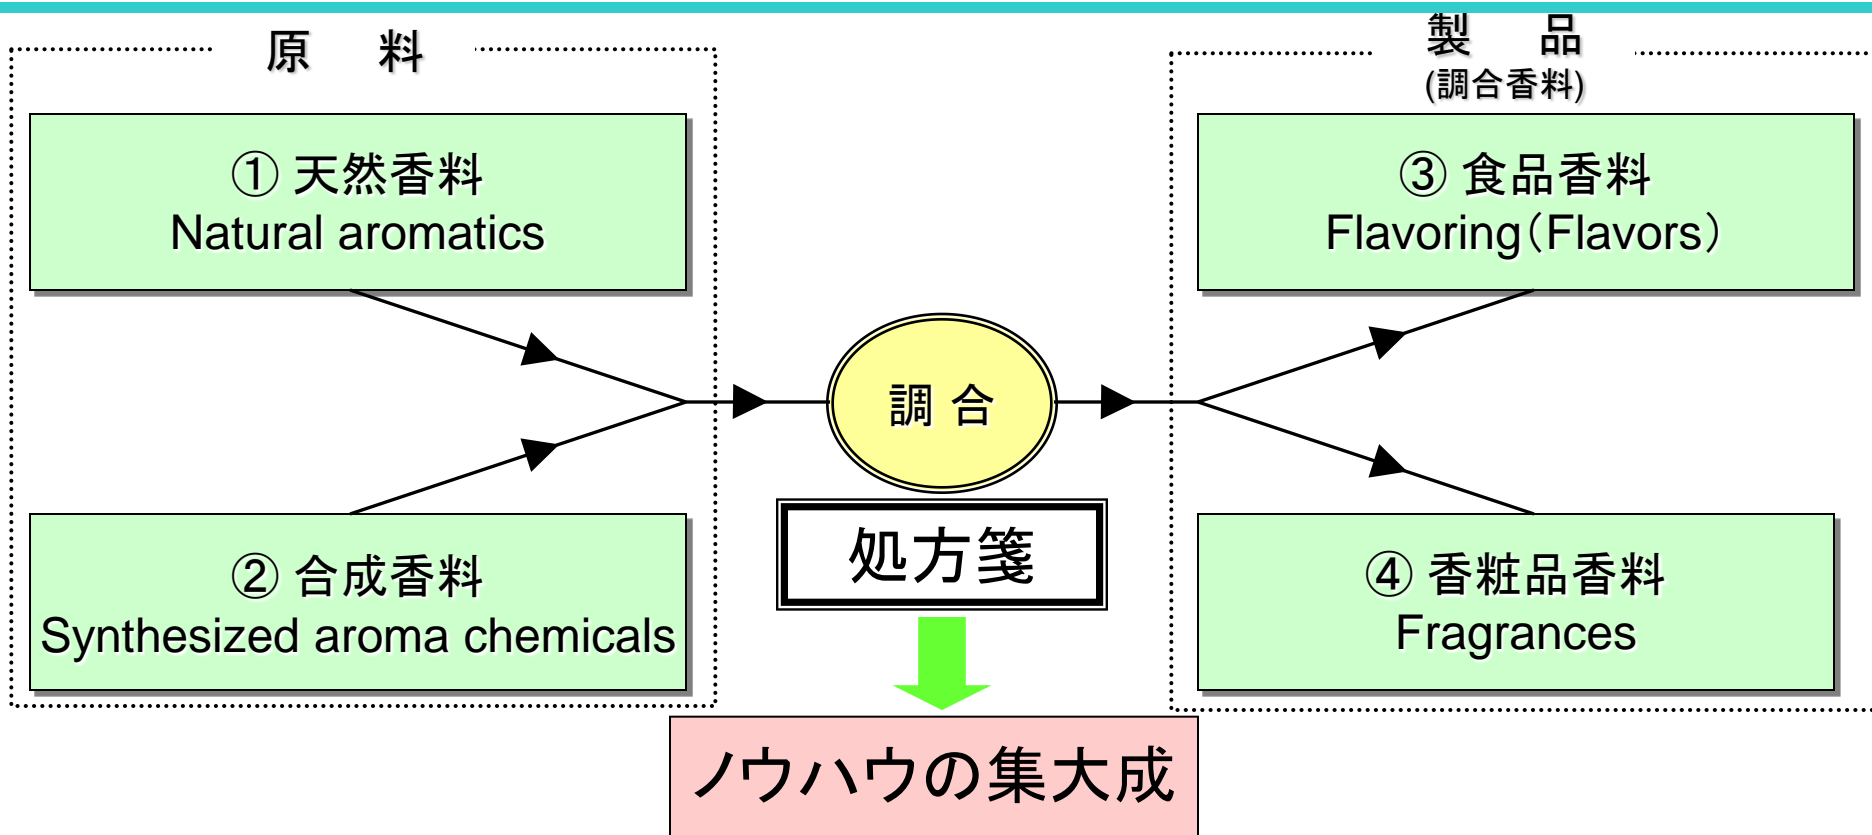 原　料
① 天然香料
Natural aromatics
② 合成香料
Synthesized aroma chemicals
調 合
処方箋
ノウハウの集大成
製　品
(調合香料)
③ 食品香料
Flavoring（Flavors）
④ 香粧品香料
Fragrances